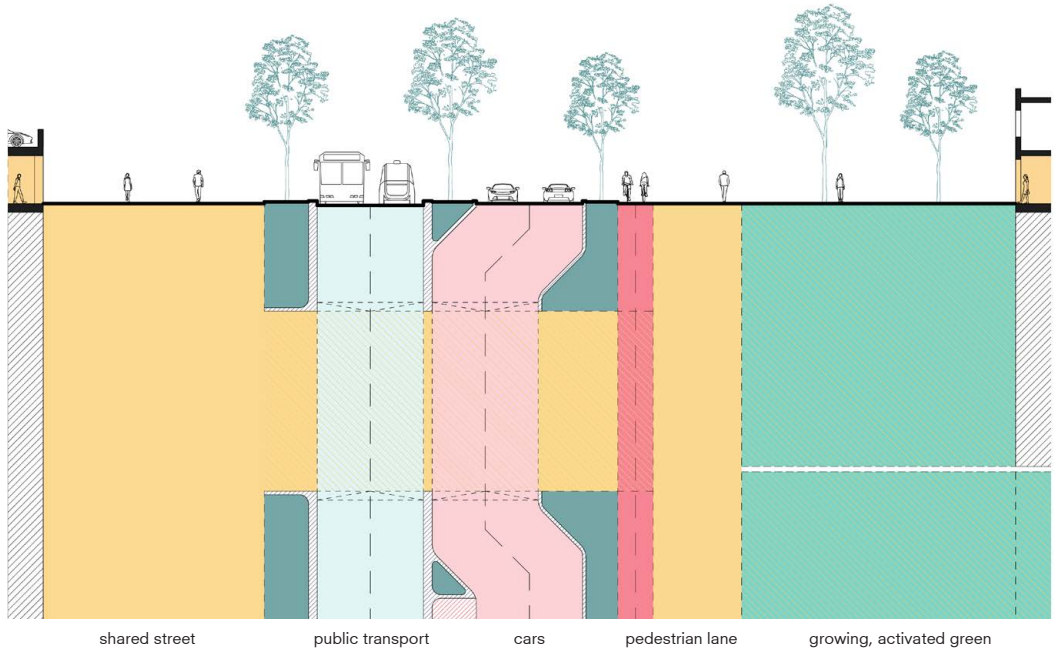 shared street
public transport
cars
pedestrian lane
growing, activated green